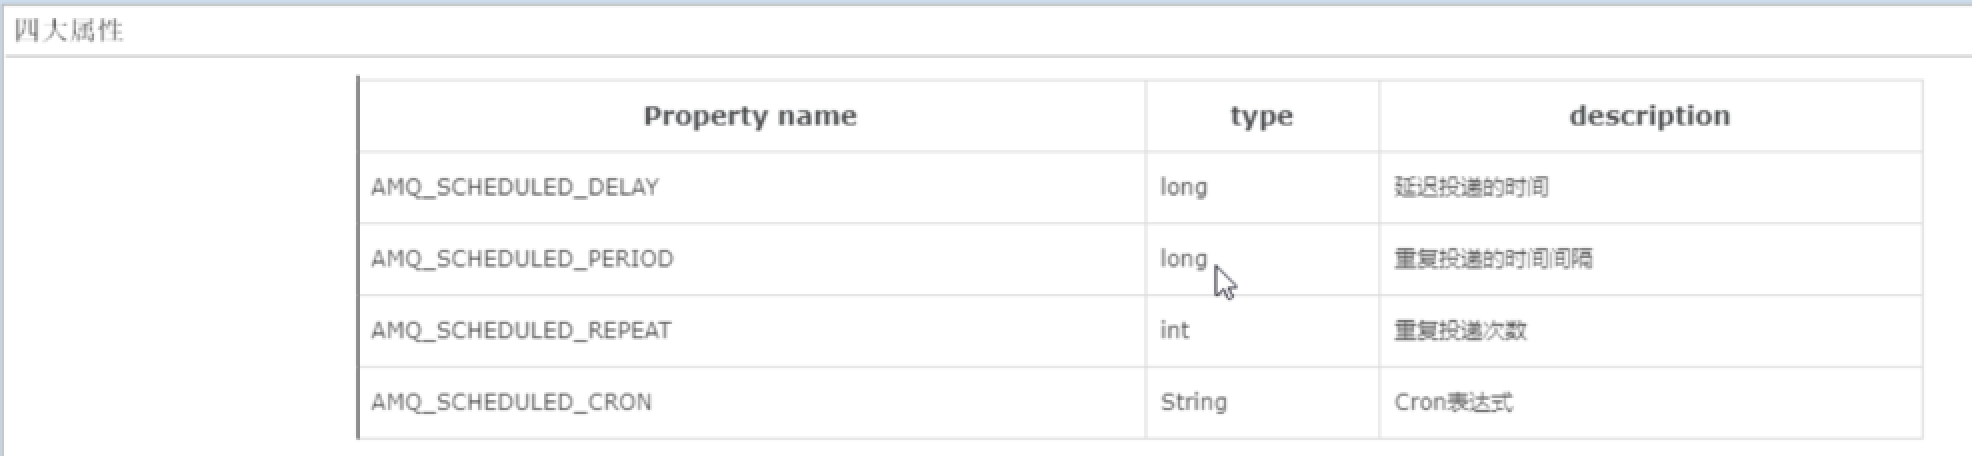 四大属性
Property name type description
AMQ_SCHEDULED_DELAY long 延迟投递的时间
AMQ_SCHEDULED_PERIOD long 重复投递的时间间隔
AMQ_SCHEDULED_REPEAT int 重复投递次数
AMQ_SCHEDULED_CRON String Cron表达式